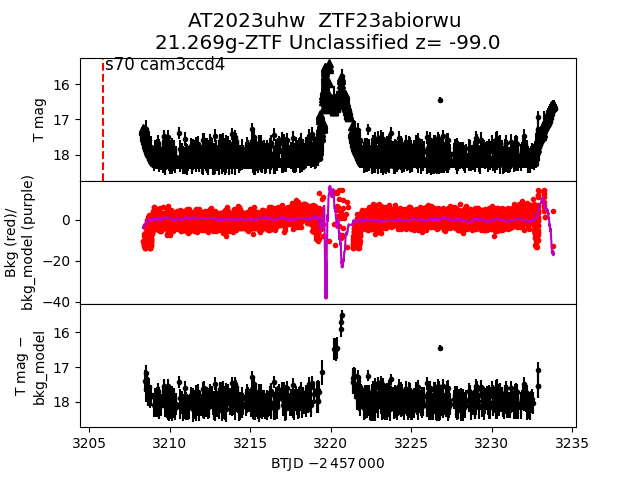 AT2023uhw  ZTF23abiorwu
21.269g-ZTF Unclassified z= -99.0
s70 cam3ccd4
T mag
16
17
18
Bkg (red)/
bkg_model (purple)
0
−20
−40
T mag −
bkg_model
16
17
18
3205
3210
3215
3220
3225
3230
3235
BTJD −2 457 000